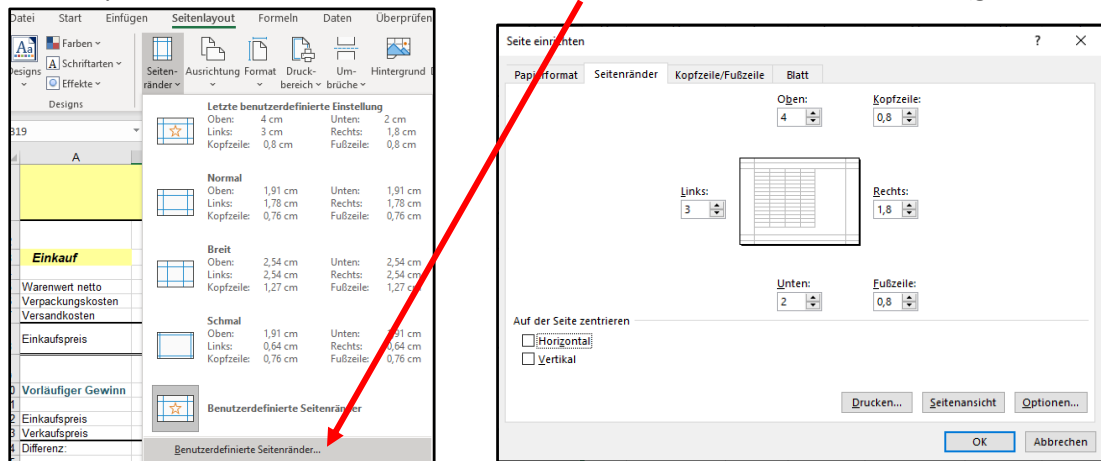 Datei Start Einfügen Seitenlayout Formeln Daten Überprüfen
Aa Farben
Schriftarten
Effekte
Designs
Designs
Seiten-
ränder
Ausrichtung Format Druck-
bereich
Um-
brüche
Hintergrund
B19
A
Einkauf
Warenwert netto
Verpackungskosten
Versandkosten
Einkaufspreis
Vorläufiger Gewinn
Einkaufspreis
Verkaufspreis
Differenz:
Letzte benutzerdefinierte Einstellung
Oben: 4 cm Unten: 2 cm
Links: 3 cm Rechts: 1,8 cm
Kopfzeile: 0,8 cm Fußzeile: 0,8 cm
Normal
Oben: 1,91 cm Unten: 1,91 cm
Links: 1,78 cm Rechts: 1,78 cm
Kopfzeile: 0,76 cm Fußzeile: 0,76 cm
Breit
Oben: 2,54 cm Unten: 2,54 cm
Links: 2,54 cm Rechts: 2,54 cm
Kopfzeile: 1,27 cm Fußzeile: 1,27 cm
Schmal
Oben: 1,91 cm Unten: 1,91 cm
Links: 0,64 cm Rechts: 0,64 cm
Kopfzeile: 0,76 cm Fußzeile: 0,76 cm
Benutzerdefinierte Seitenränder
Benutzerdefinierte Seitenränder...
Seite einrichten ? ×
Papierformat Seitenränder Kopfzeile/Fußzeile Blatt
Oben: Kopfzeile:
4 0,8
Links: Rechts:
3 1,8
Unten: Fußzeile:
2 0,8
Auf der Seite zentrieren
Horizontal
Vertikal
Drucken... Seitenansicht Optionen...
OK Abbrechen